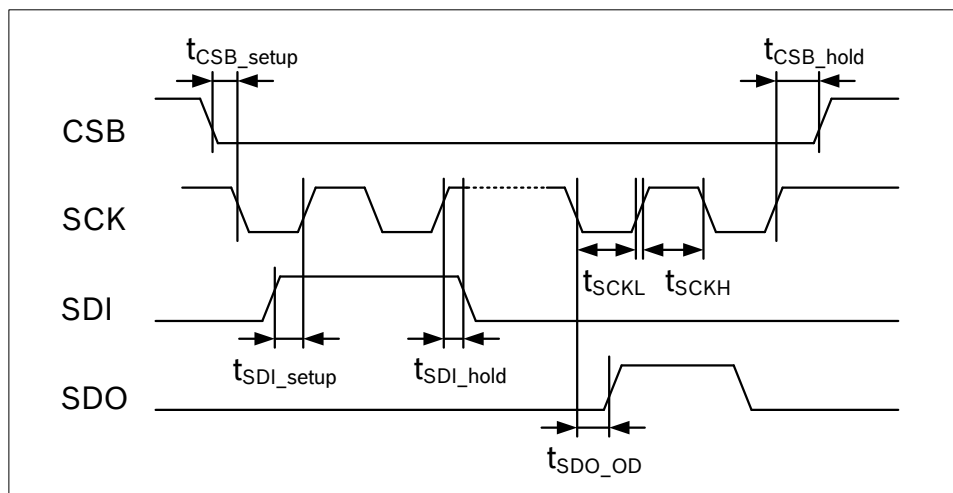 tCSB_setup
tCSB_hold
CSB
SCK
tSCKL
tSCKH
SDI
tSDI_setup
tSDI_hold
SDO
tSDO_OD